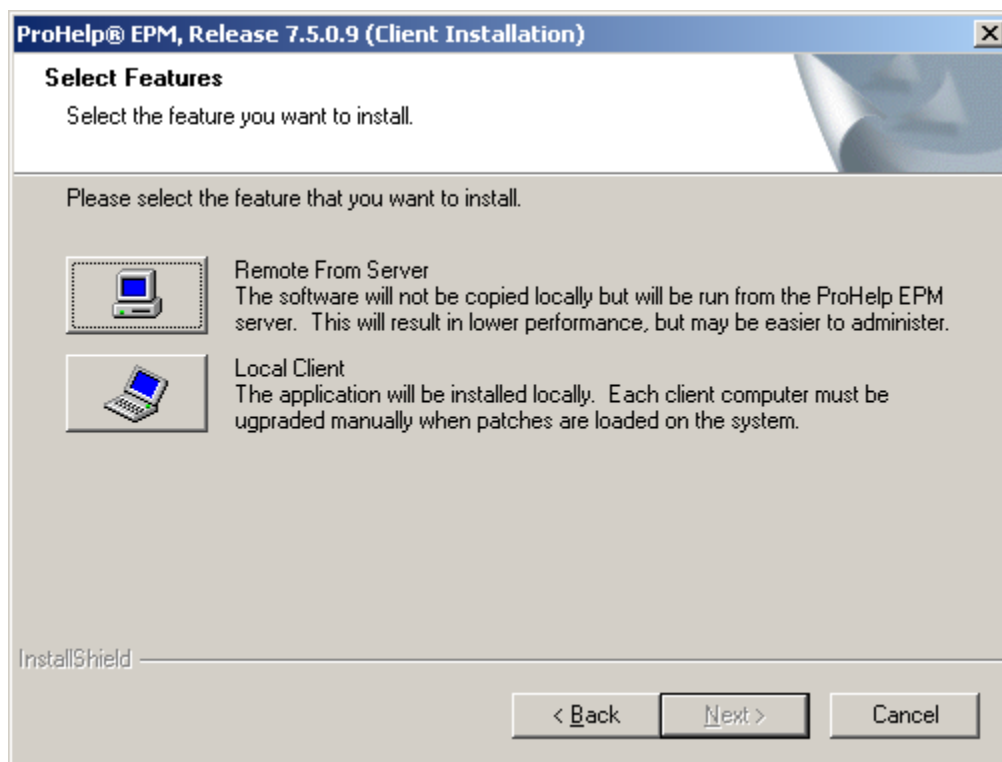 ProHelp® EPM, Release 7.5.0.9 (Client Installation)
Select Features
Select the feature you want to install.
Please select the feature that you want to install.
Remote From Server
The software will not be copied locally but will be run from the ProHelp EPM
server.  This will result in lower performance, but may be easier to administer.
Local Client
The application will be installed locally.  Each client computer must be
ugpraded manually when patches are loaded on the system.
InstallShield
< Back
Next >
Cancel